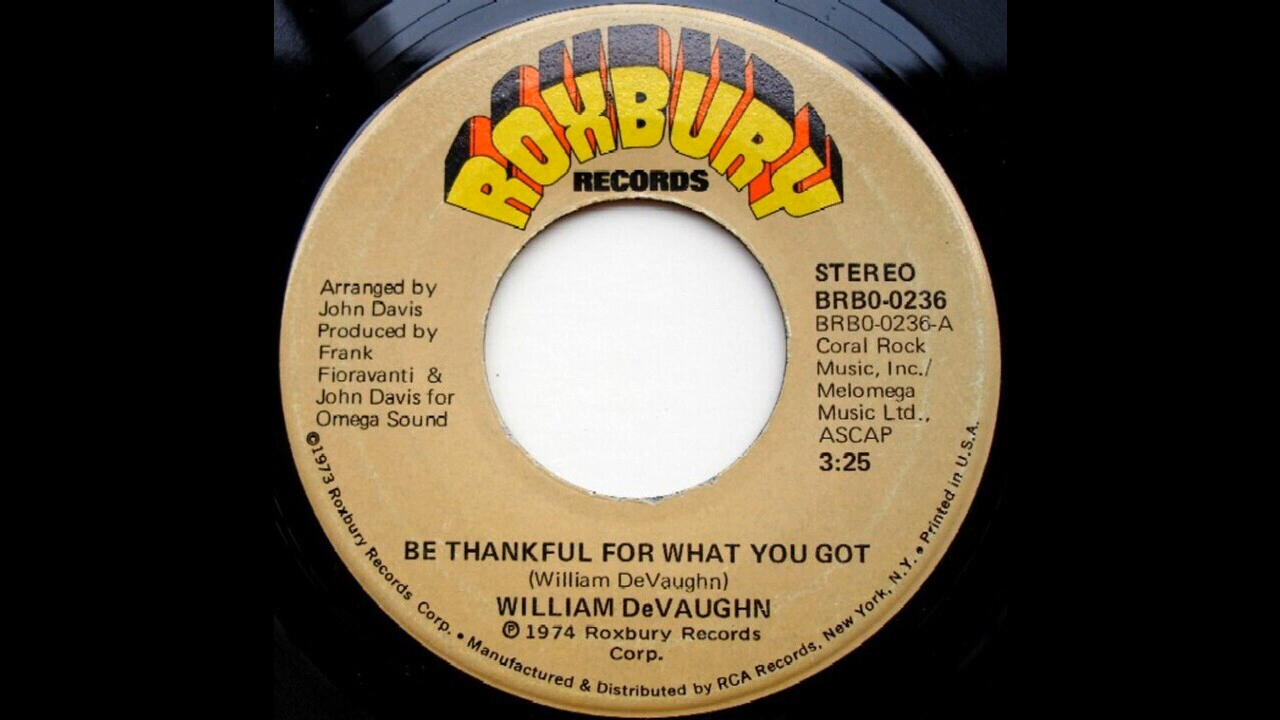 ROXBURY
RECORDS
Arranged by
John Davis
Produced by
Frank
Fioravanti &
John Davis for
Omega Sound
STEREO
BRBO-0236
BRBO-0236-A
Coral Rock
Music, Inc./
Melomega
Music Ltd.,
ASCAP
3:25
BE THANKFUL FOR WHAT YOU GOT
(William DeVaughn)
WILLIAM DeVAUGHN
℗ 1974 Roxbury Records
Corp.
©1973 Roxbury Records Corp. • Manufactured & Distributed by RCA Records, New York, N.Y. • Printed in U.S.A.